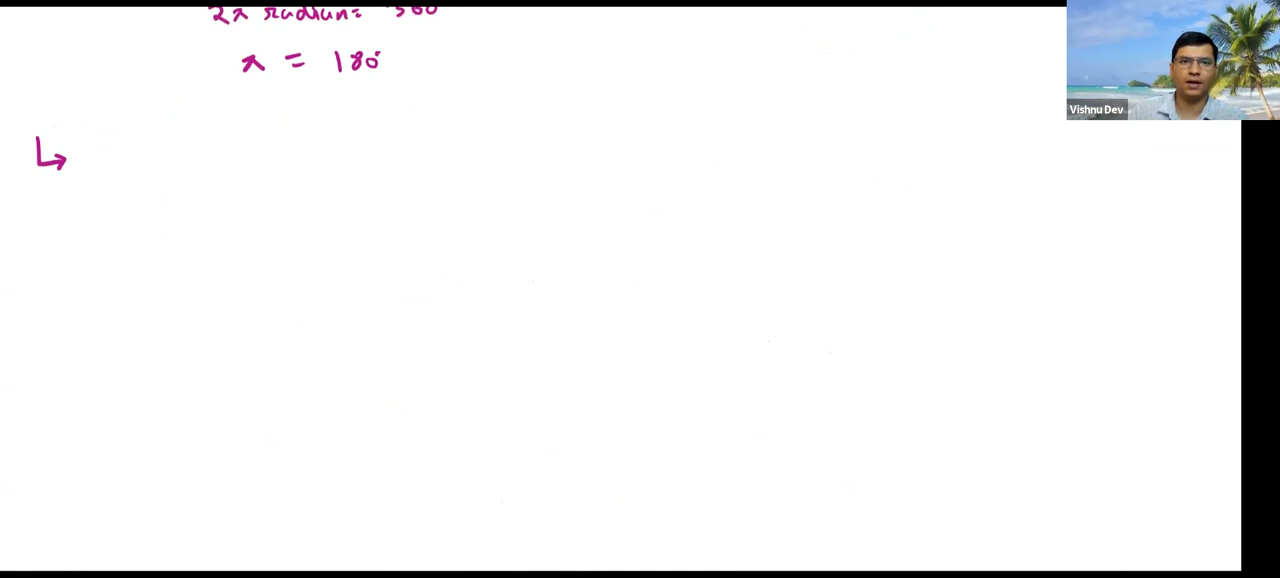 2π radian = 360
π = 180°
↳
Vishnu Dev